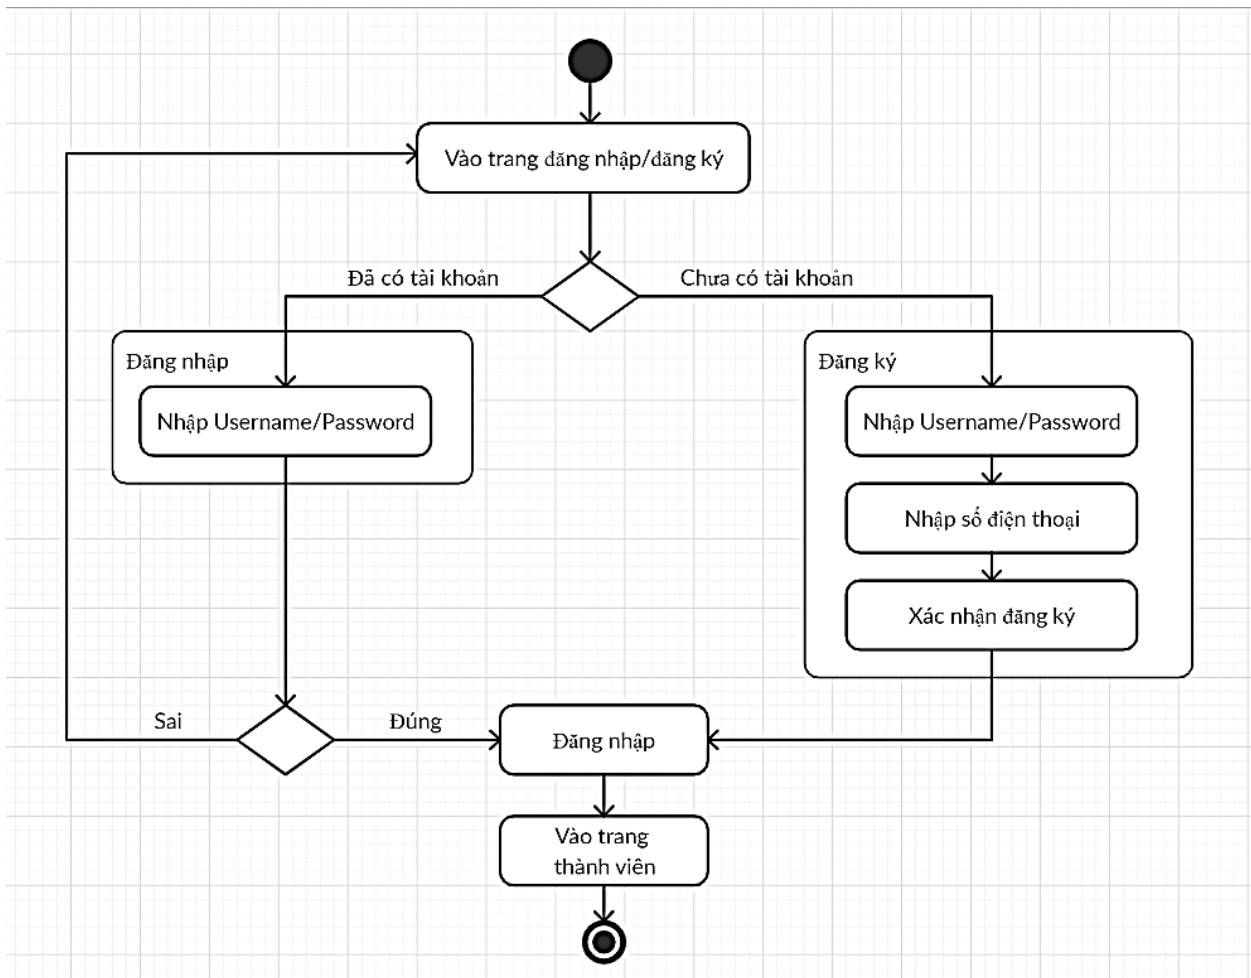 Vào trang đăng nhập/đăng ký
Đã có tài khoản
Chưa có tài khoản
Đăng nhập
Nhập Username/Password
Đăng ký
Nhập Username/Password
Nhập số điện thoại
Xác nhận đăng ký
Sai
Đúng
Đăng nhập
Vào trang
thành viên